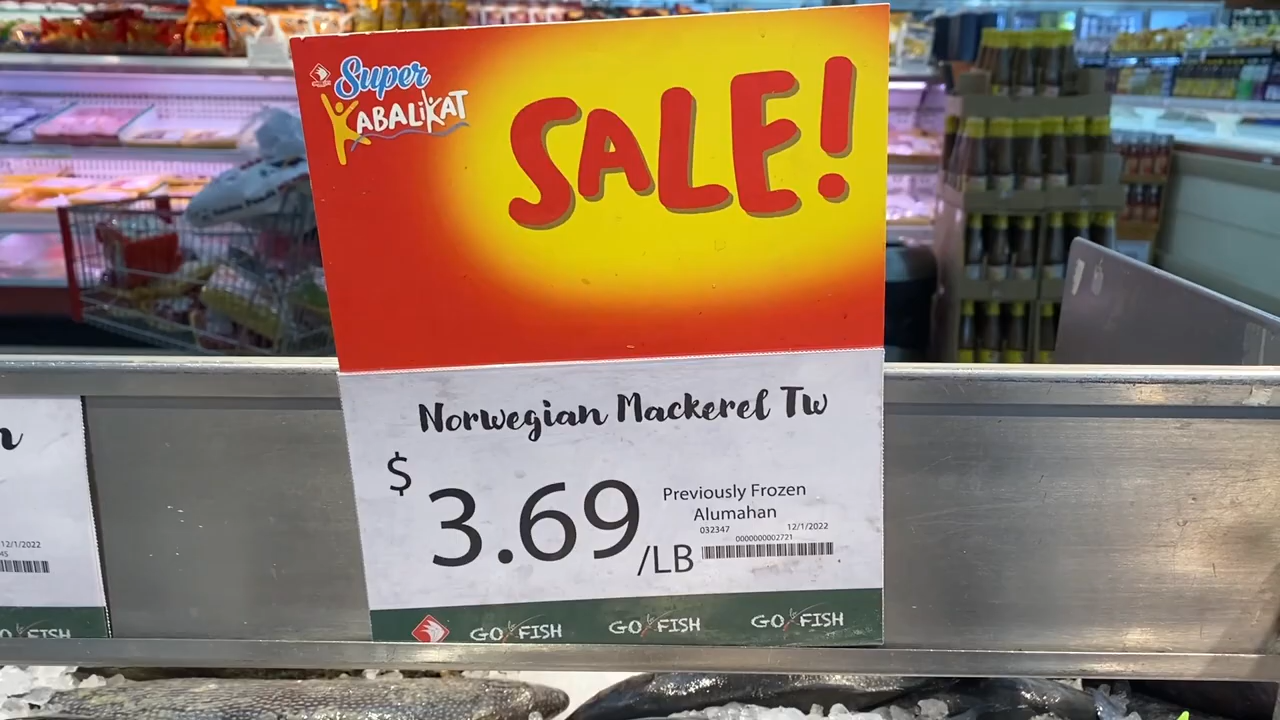 Super
KABALiKAT
SALE!
Norwegian Mackerel Tw
$ 3.69 /LB
Previously Frozen
Alumahan
032347 12/1/2022
0000000002721
GO FISH GO FISH GO FISH
12/1/2022